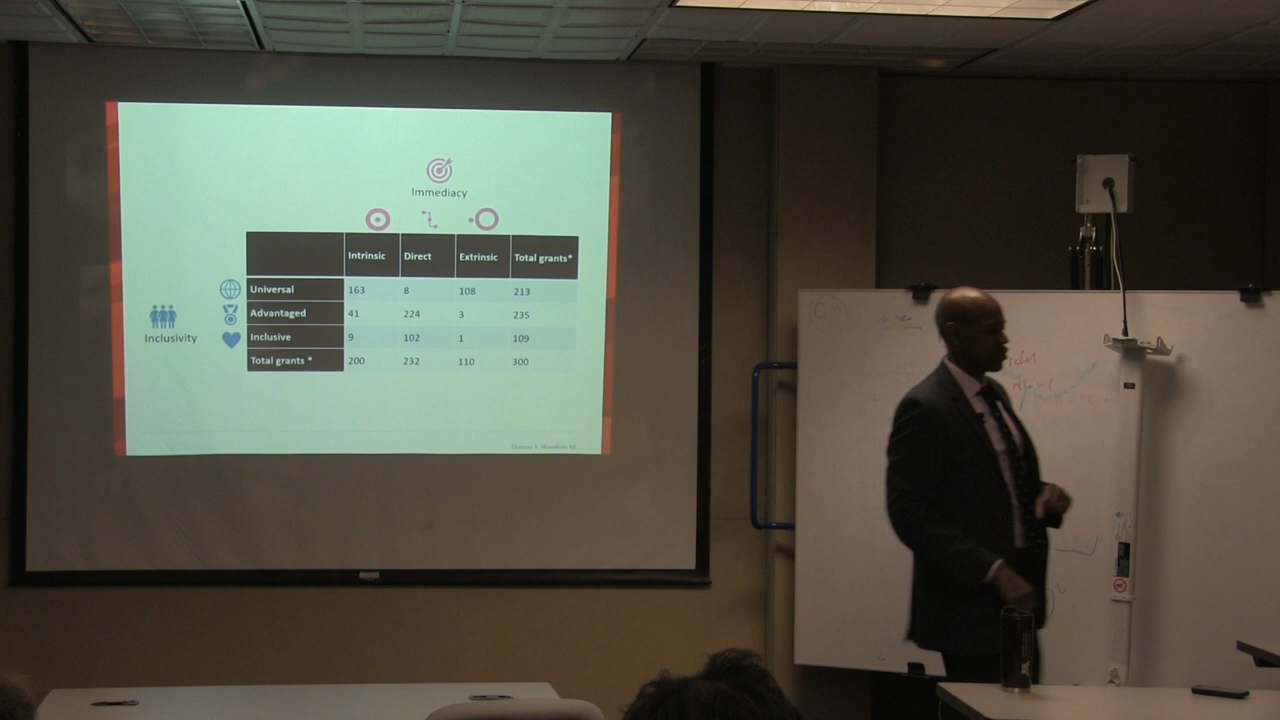 Immediacy
Intrinsic Direct Extrinsic Total grants*
Universal 163 8 108 213
Advantaged 41 224 3 235
Inclusivity
Inclusive 9 102 1 109
Total grants * 200 232 110 300